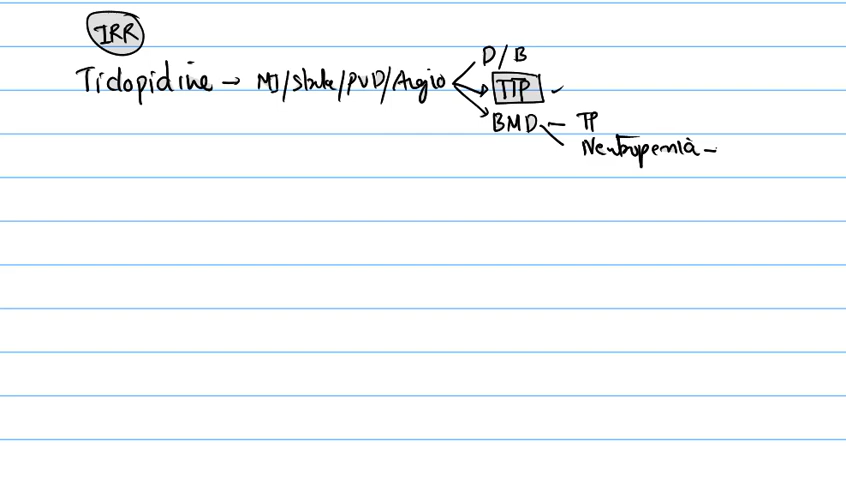 IRR
D/B
Ticlopidine → MI/Stroke/PVD/Angio TTP ✓
BMD - TP
Neutropenia -